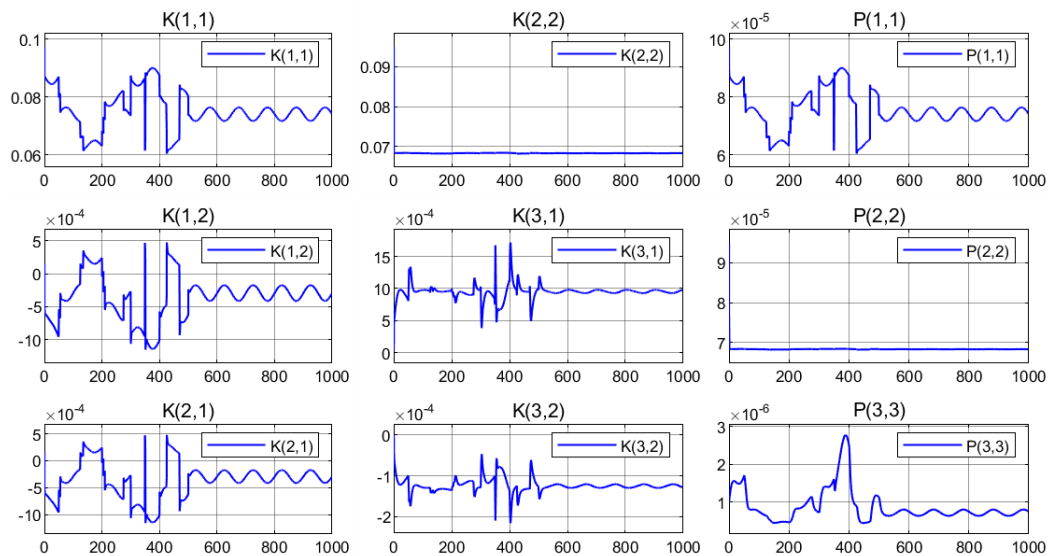 K(1,1)
0.1
0.08
0.06
K(1,1)
0 200 400 600 800 1000
K(2,2)
0.09
0.08
0.07
K(2,2)
0 200 400 600 800 1000
P(1,1)
×10⁻⁵
10
8
6
P(1,1)
0 200 400 600 800 1000
K(1,2)
×10⁻⁴
5
0
-5
-10
K(1,2)
0 200 400 600 800 1000
K(3,1)
×10⁻⁴
15
10
5
0
K(3,1)
0 200 400 600 800 1000
P(2,2)
×10⁻⁵
9
8
7
P(2,2)
0 200 400 600 800 1000
K(2,1)
×10⁻⁴
5
0
-5
-10
K(2,1)
0 200 400 600 800 1000
K(3,2)
×10⁻⁴
0
-1
-2
K(3,2)
0 200 400 600 800 1000
P(3,3)
×10⁻⁶
3
2
1
P(3,3)
0 200 400 600 800 1000